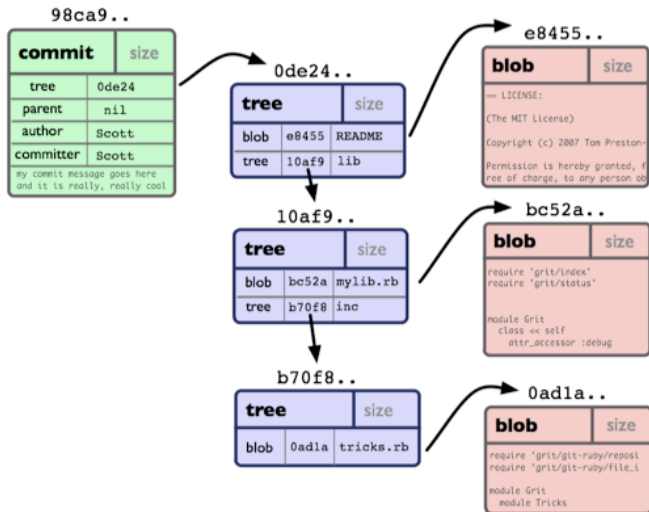 98ca9..
commit size
tree 0de24
parent nil
author Scott
committer Scott
my commit message goes here
and it is really, really cool
0de24..
tree size
blob e8455 README
tree 10af9 lib
e8455..
blob size
== LICENSE:
(The MIT License)
Copyright (c) 2007 Tom Preston-
Permission is hereby granted, f
ree of charge, to any person ob
10af9..
tree size
blob bc52a mylib.rb
tree b70f8 inc
bc52a..
blob size
require 'grit/index'
require 'grit/status'
module Grit
class << self
attr_accessor :debug
b70f8..
tree size
blob 0ad1a tricks.rb
0ad1a..
blob size
require 'grit/git-ruby/reposi
require 'grit/git-ruby/file_i
module Grit
module Tricks